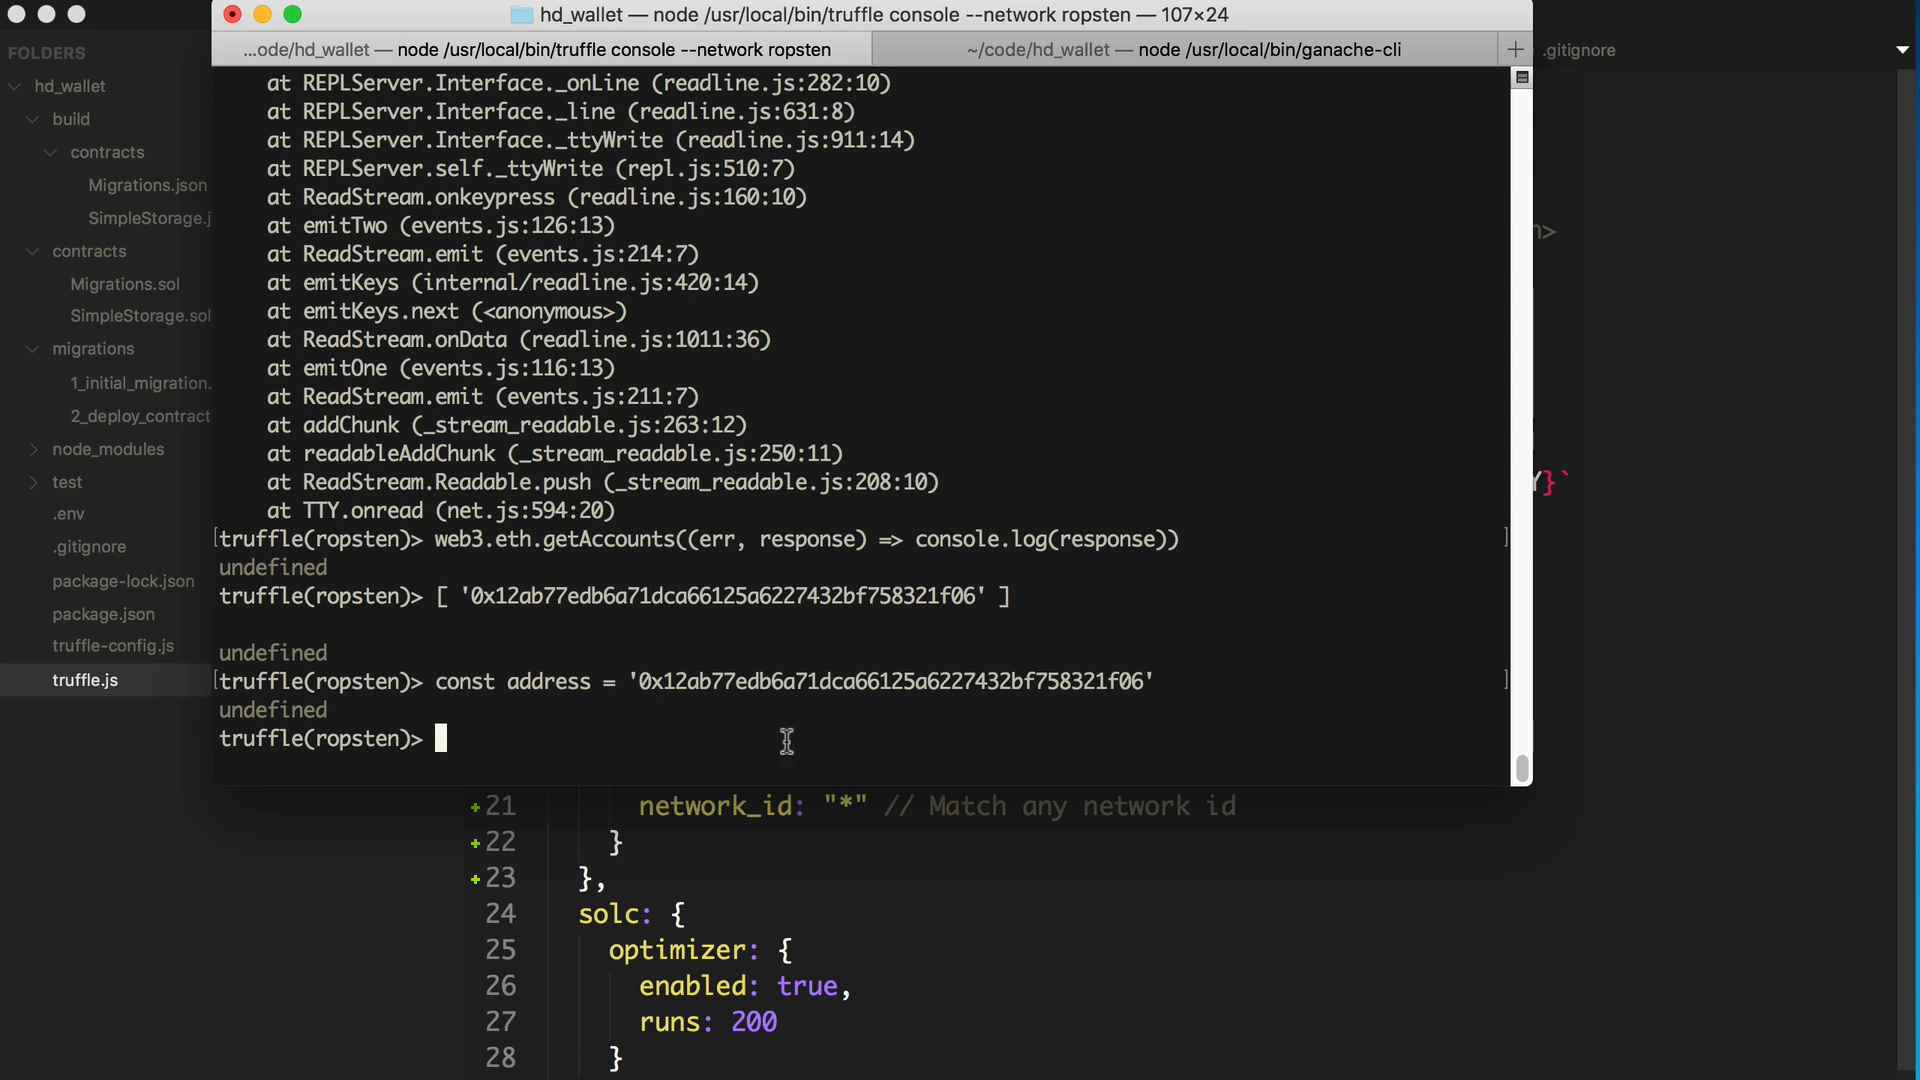 hd_wallet — node /usr/local/bin/truffle console --network ropsten — 107×24
...ode/hd_wallet — node /usr/local/bin/truffle console --network ropsten
~/code/hd_wallet — node /usr/local/bin/ganache-cli
.gitignore
FOLDERS
hd_wallet
build
contracts
Migrations.json
SimpleStorage.j
contracts
Migrations.sol
SimpleStorage.sol
migrations
1_initial_migration.
2_deploy_contract
node_modules
test
.env
.gitignore
package-lock.json
package.json
truffle-config.js
truffle.js
at REPLServer.Interface._onLine (readline.js:282:10)
at REPLServer.Interface._line (readline.js:631:8)
at REPLServer.Interface._ttyWrite (readline.js:911:14)
at REPLServer.self._ttyWrite (repl.js:510:7)
at ReadStream.onkeypress (readline.js:160:10)
at emitTwo (events.js:126:13)
at ReadStream.emit (events.js:214:7)
at emitKeys (internal/readline.js:420:14)
at emitKeys.next (<anonymous>)
at ReadStream.onData (readline.js:1011:36)
at emitOne (events.js:116:13)
at ReadStream.emit (events.js:211:7)
at addChunk (_stream_readable.js:263:12)
at readableAddChunk (_stream_readable.js:250:11)
at ReadStream.Readable.push (_stream_readable.js:208:10)
at TTY.onread (net.js:594:20)
[truffle(ropsten)> web3.eth.getAccounts((err, response) => console.log(response)) ]
undefined
truffle(ropsten)> [ '0x12ab77edb6a71dca66125a6227432bf758321f06' ]
undefined
[truffle(ropsten)> const address = '0x12ab77edb6a71dca66125a6227432bf758321f06' ]
undefined
truffle(ropsten)>
n>
Y}`
+21 network_id: "*" // Match any network id
+22 }
+23 },
24 solc: {
25 optimizer: {
26 enabled: true,
27 runs: 200
28 }